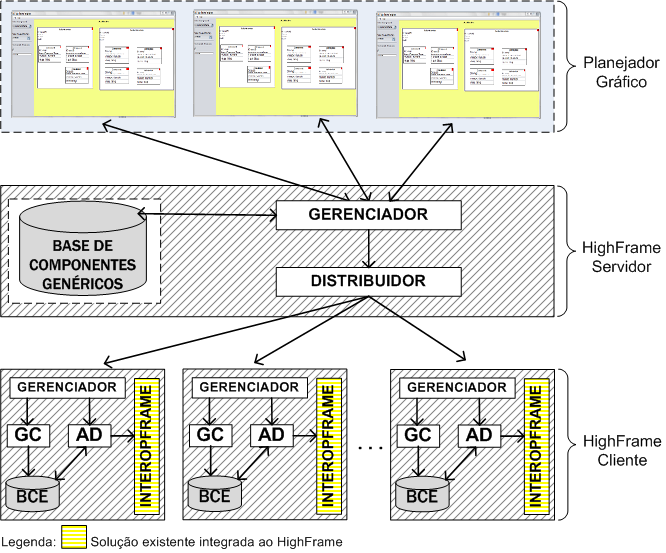 Planejador
Gráfico
GERENCIADOR
HighFrame
Servidor
BASE DE
COMPONENTES
GENÉRICOS
DISTRIBUIDOR
GERENCIADOR
GERENCIADOR
GERENCIADOR
GC
AD
INTEROPFRAME
GC
AD
INTEROPFRAME
...
GC
AD
INTEROPFRAME
HighFrame
Cliente
BCE
BCE
BCE
Legenda: Solução existente integrada ao HighFrame